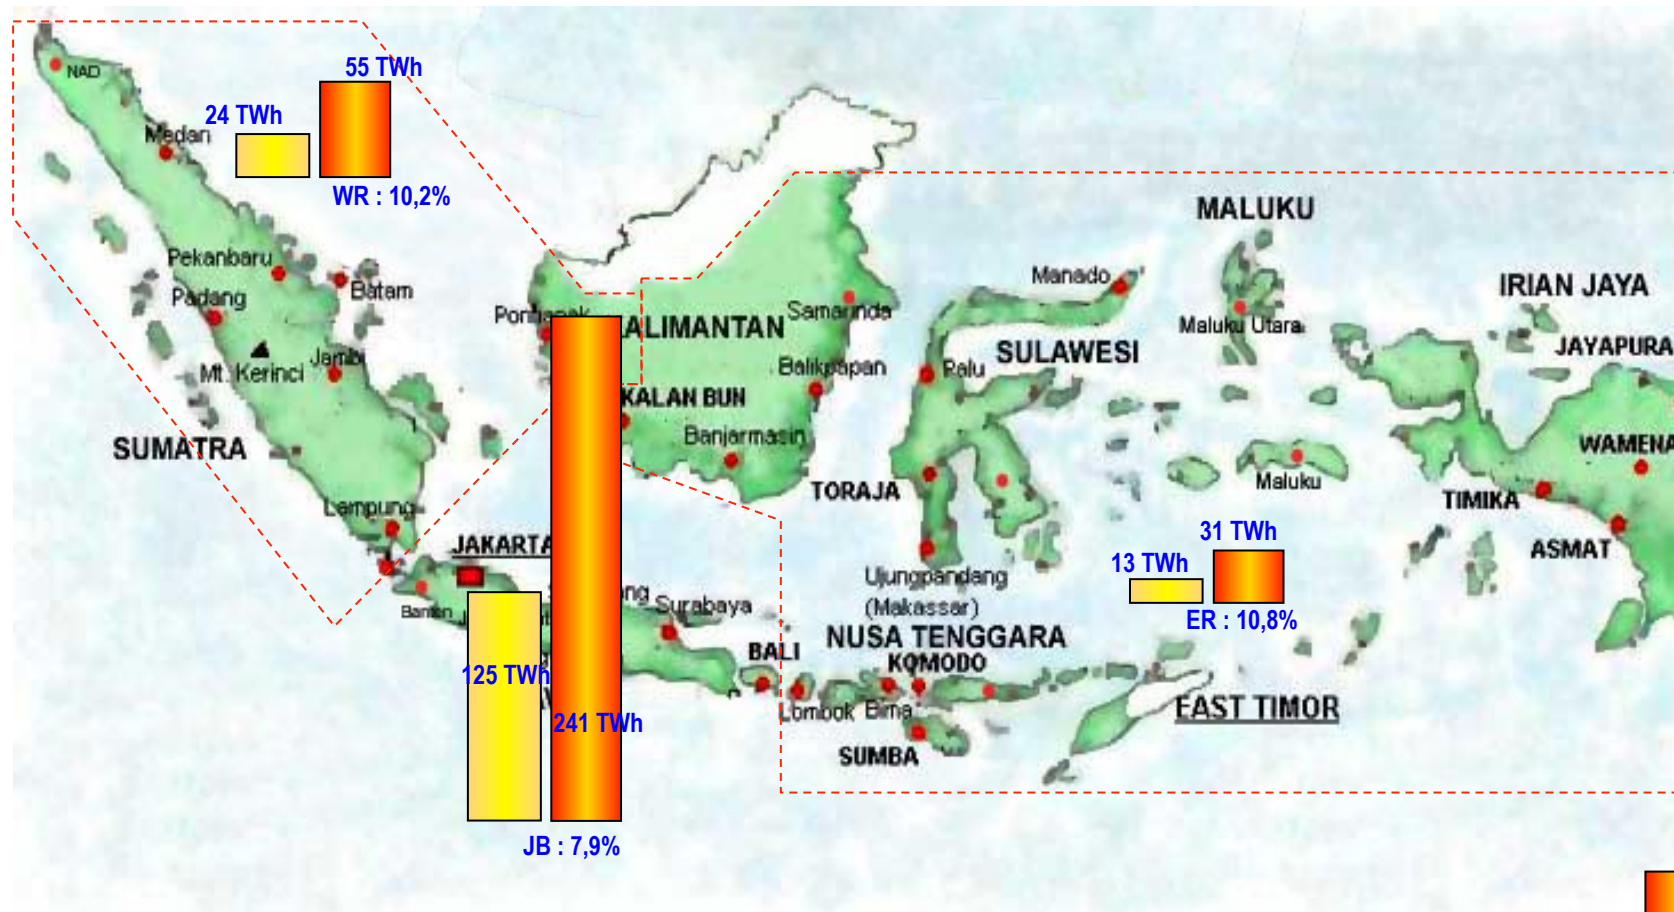 NAD
55 TWh
24 TWh
Medan
WR : 10,2%
MALUKU
Pekanbaru
Batam
Padang
Manado
IRIAN JAYA
Samarinda
Maluku Utara
ALIMANTAN
SULAWESI
JAYAPURA
Jambi
Mt. Kerinci
Balikpapan
Palu
KALAN BUN
SUMATRA
Banjarmasin
WAMENA
TORAJA
Maluku
TIMIKA
Lampung
31 TWh
ASMAT
JAKARTA
13 TWh
Ujungpandang
(Makassar)
Banten
ang
Surabaya
ER : 10,8%
NUSA TENGGARA
BALI
KOMODO
125 TWh
Lombok
Bima
EAST TIMOR
241 TWh
SUMBA
JB : 7,9%